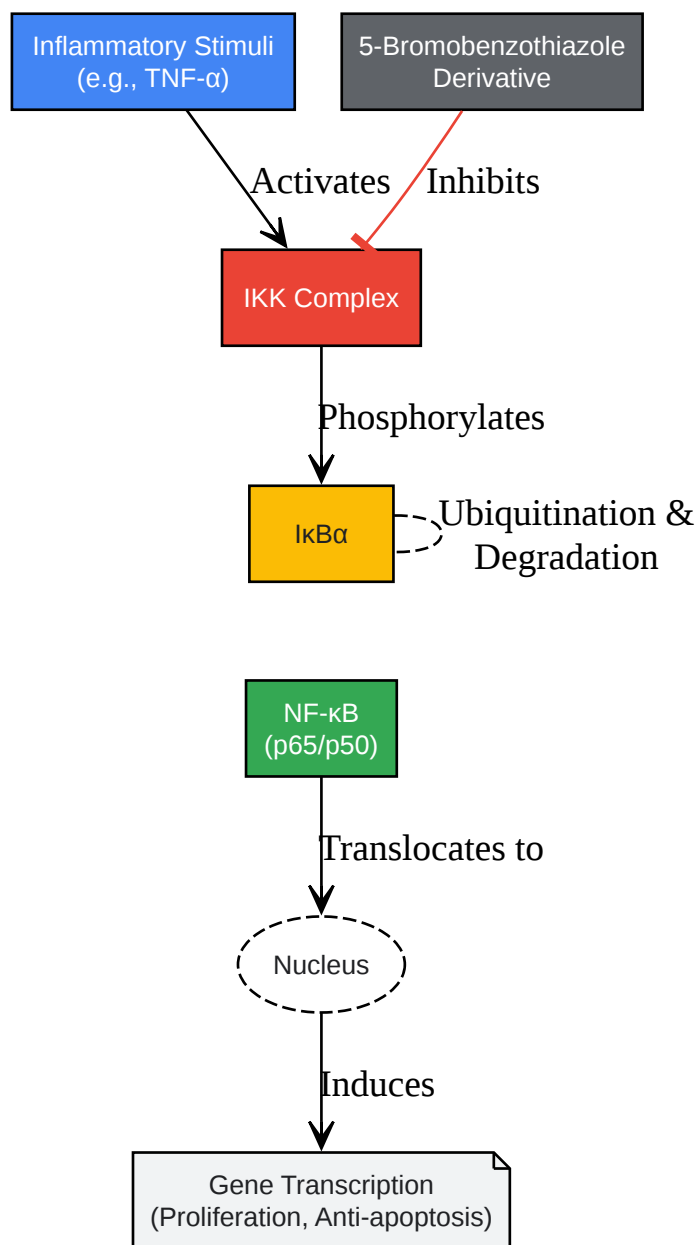 Inflammatory Stimuli
(e.g., TNF-α)
5-Bromobenzothiazole
Derivative
Activates
Inhibits
IKK Complex
Phosphorylates
IκBα
Ubiquitination &
Degradation
NF-κB
(p65/p50)
Translocates to
Nucleus
Induces
Gene Transcription
(Proliferation, Anti-apoptosis)